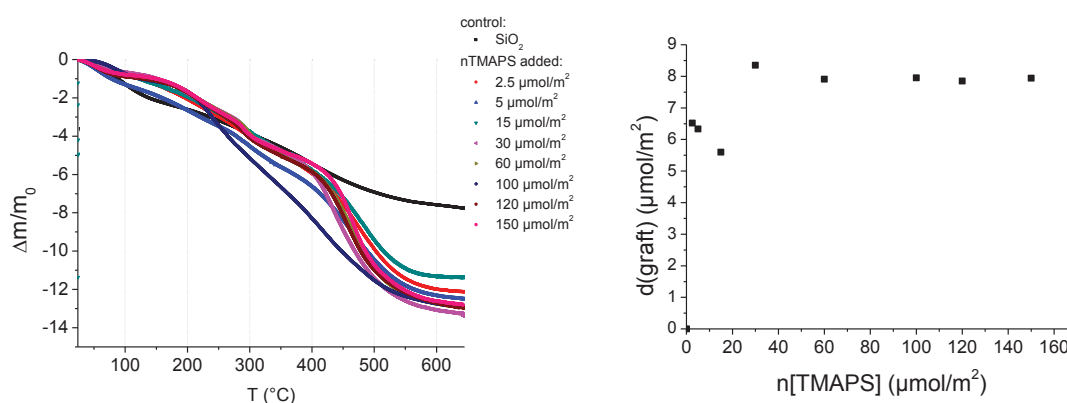 control:
SiO₂
nTMAPS added:
2.5 µmol/m²
5 µmol/m²
15 µmol/m²
30 µmol/m²
60 µmol/m²
100 µmol/m²
120 µmol/m²
150 µmol/m²
0
-2
-4
-6
-8
-10
-12
-14
Δm/m₀
100 200 300 400 500 600
T (°C)
9
8
7
6
5
4
3
2
1
0
d(graft) (µmol/m²)
0 20 40 60 80 100 120 140 160
n[TMAPS] (µmol/m²)